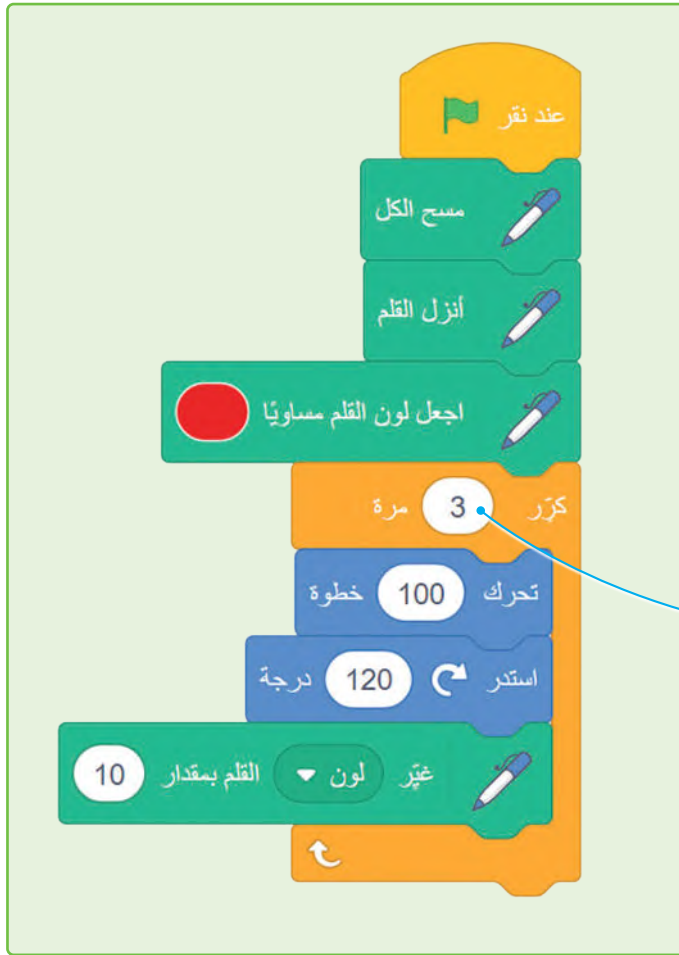 عند نقر
مسح الكل
أنزل القلم
اجعل لون القلم مساويًا
كرّر 3 مرة
تحرك 100 خطوة
استدر 120 درجة
غيّر لون القلم بمقدار 10